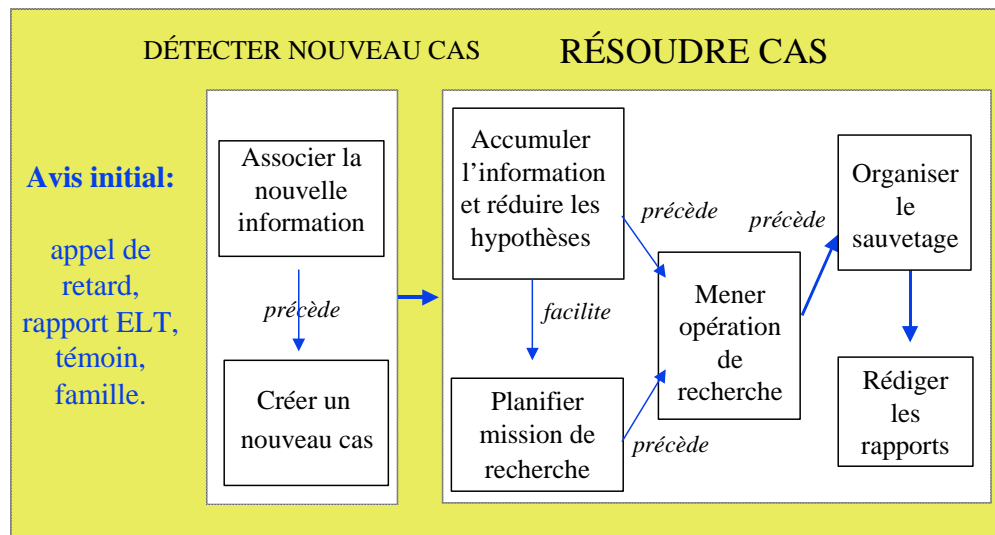 DÉTECTER NOUVEAU CAS
RÉSOUDRE CAS
Avis initial:
appel de
retard,
rapport ELT,
témoin,
famille.
Associer la
nouvelle
information
précède
Créer un
nouveau cas
Accumuler
l’information
et réduire les
hypothèses
facilite
Planifier
mission de
recherche
précède
précède
Mener
opération
de
recherche
précède
Organiser
le
sauvetage
Rédiger
les
rapports